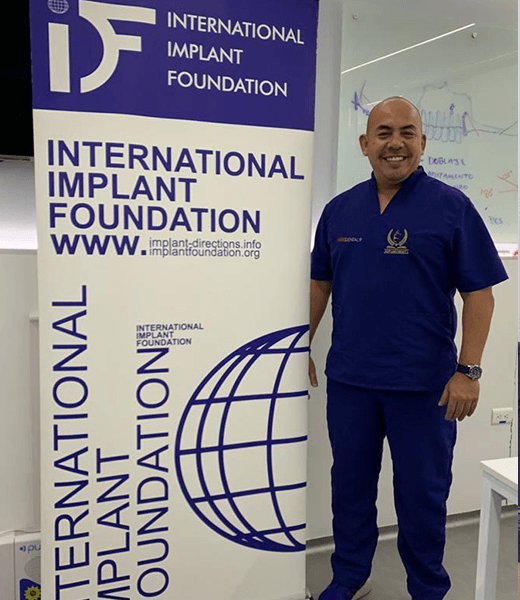 iF
INTERNATIONAL
IMPLANT
FOUNDATION
INTERNATIONAL
IMPLANT
FOUNDATION
WWW.
implant-directions.info
implantfoundation.org
INTERNATIONAL
IMPLANT
FOUNDATION
INTERNATIONAL
IMPLANT
FOUNDATION
DOBLAJE